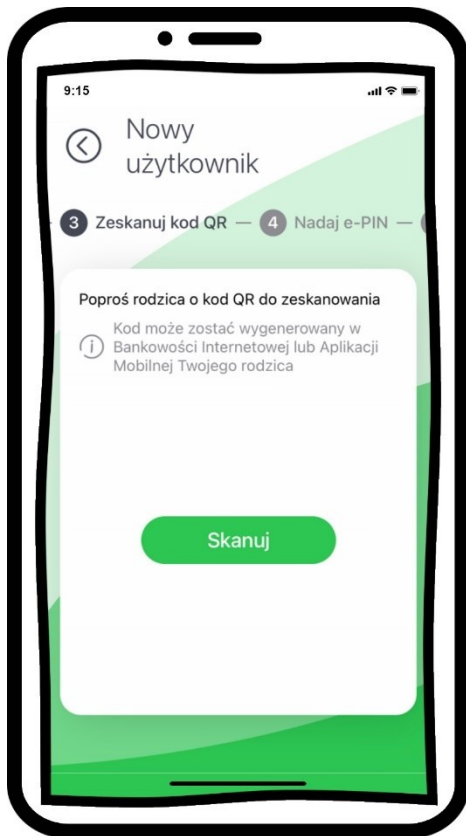 9:15
Nowy
użytkownik
3 Zeskanuj kod QR — 4 Nadaj e-PIN —
Poproś rodzica o kod QR do zeskanowania
Kod może zostać wygenerowany w
Bankowości Internetowej lub Aplikacji
Mobilnej Twojego rodzica
Skanuj